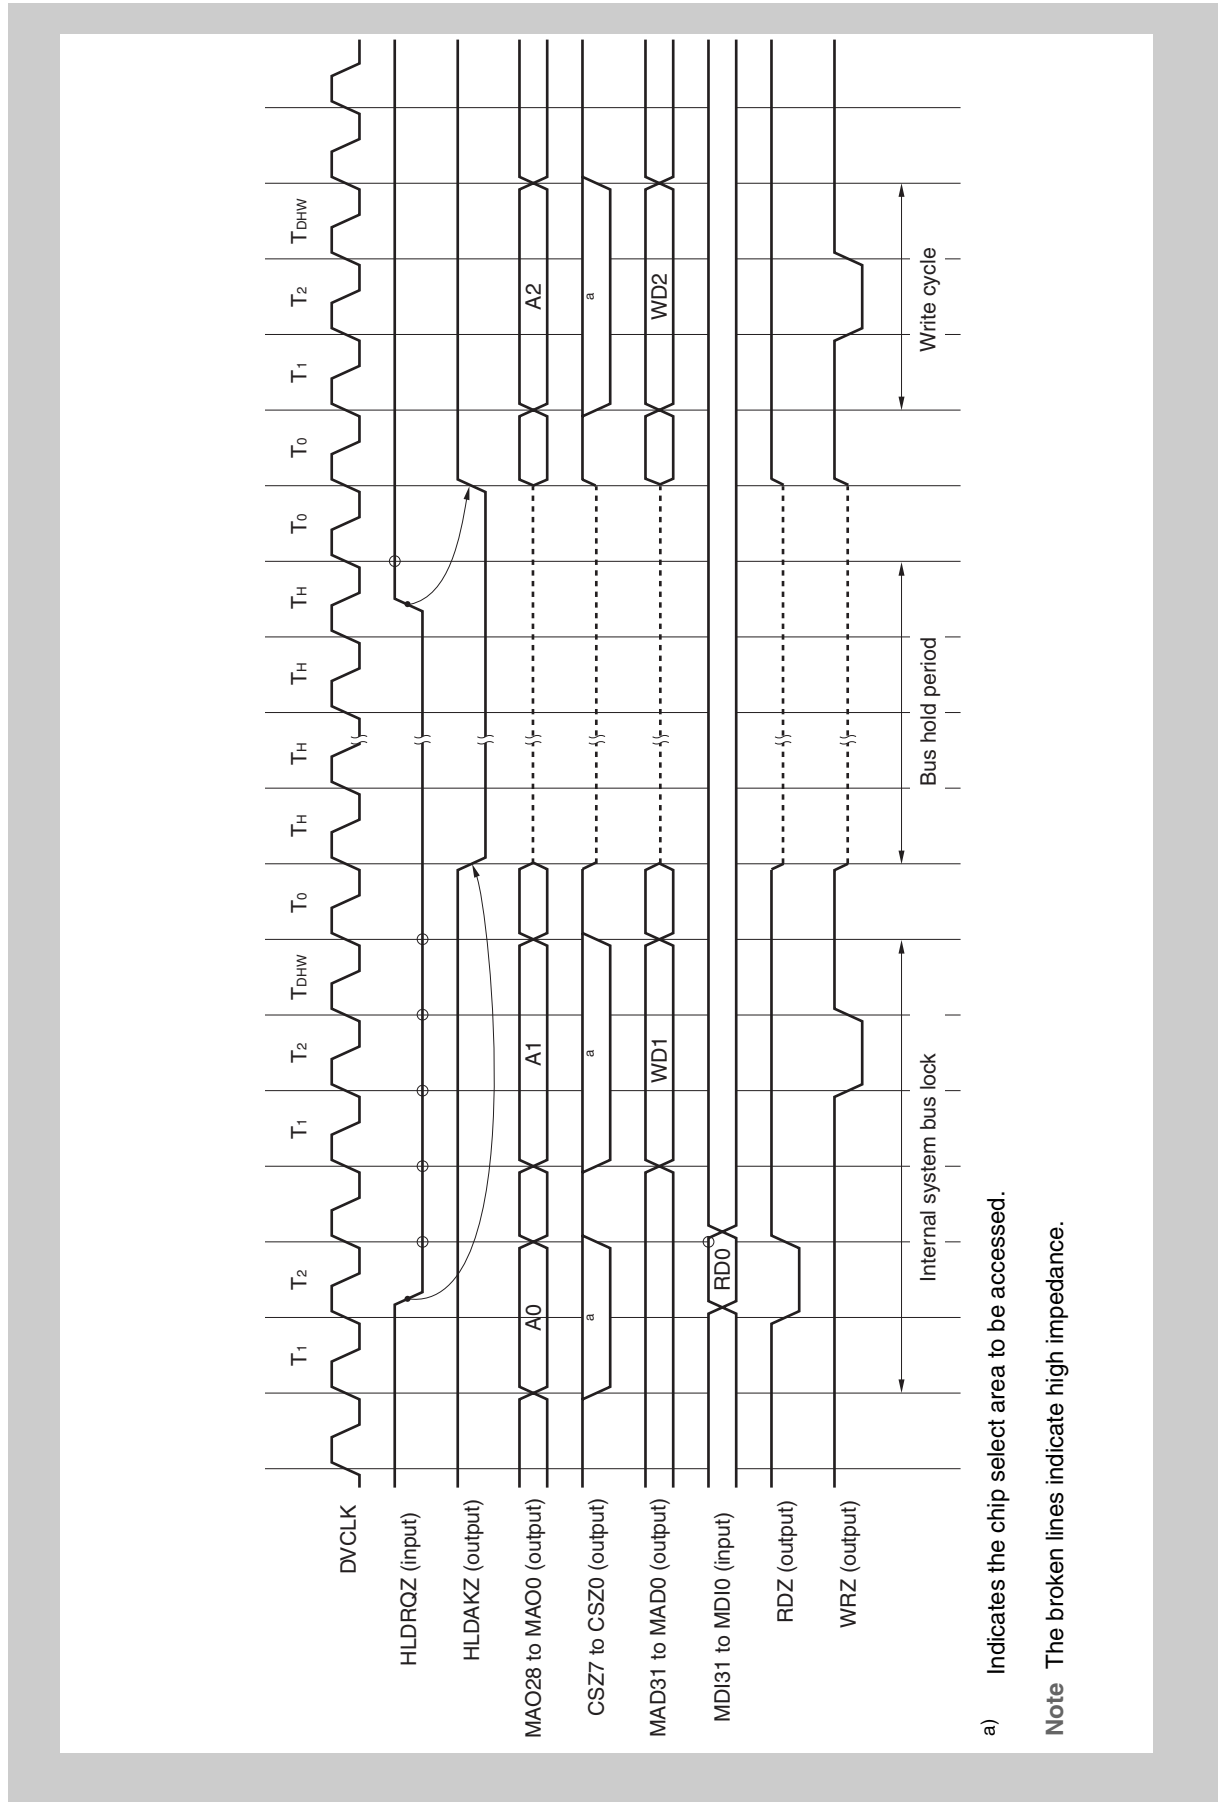 T1 T2 T1 T2 TDHW T0 TH TH TH TH T0 T0 T1 T2 TDHW
DVCLK
HLDRQZ (input)
HLDAKZ (output)
MAO28 to MAO0 (output) A0 A1 A2
CSZ7 to CSZ0 (output) a a a
MAD31 to MAD0 (output) WD1 WD2
MDI31 to MDI0 (input) RD0
RDZ (output)
WRZ (output)
Internal system bus lock Bus hold period Write cycle
a) Indicates the chip select area to be accessed.
Note The broken lines indicate high impedance.